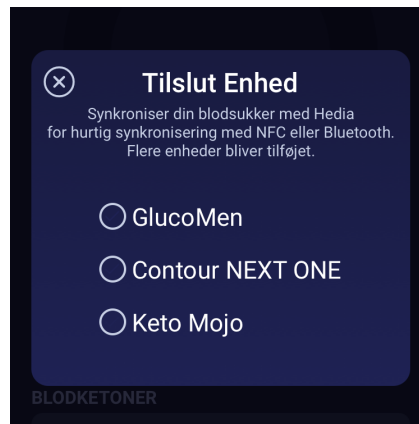 Tilslut Enhed
Synkroniser din blodsukker med Hedia
for hurtig synkronisering med NFC eller Bluetooth.
Flere enheder bliver tilføjet.
GlucoMen
Contour NEXT ONE
Keto Mojo
BLODKETONER